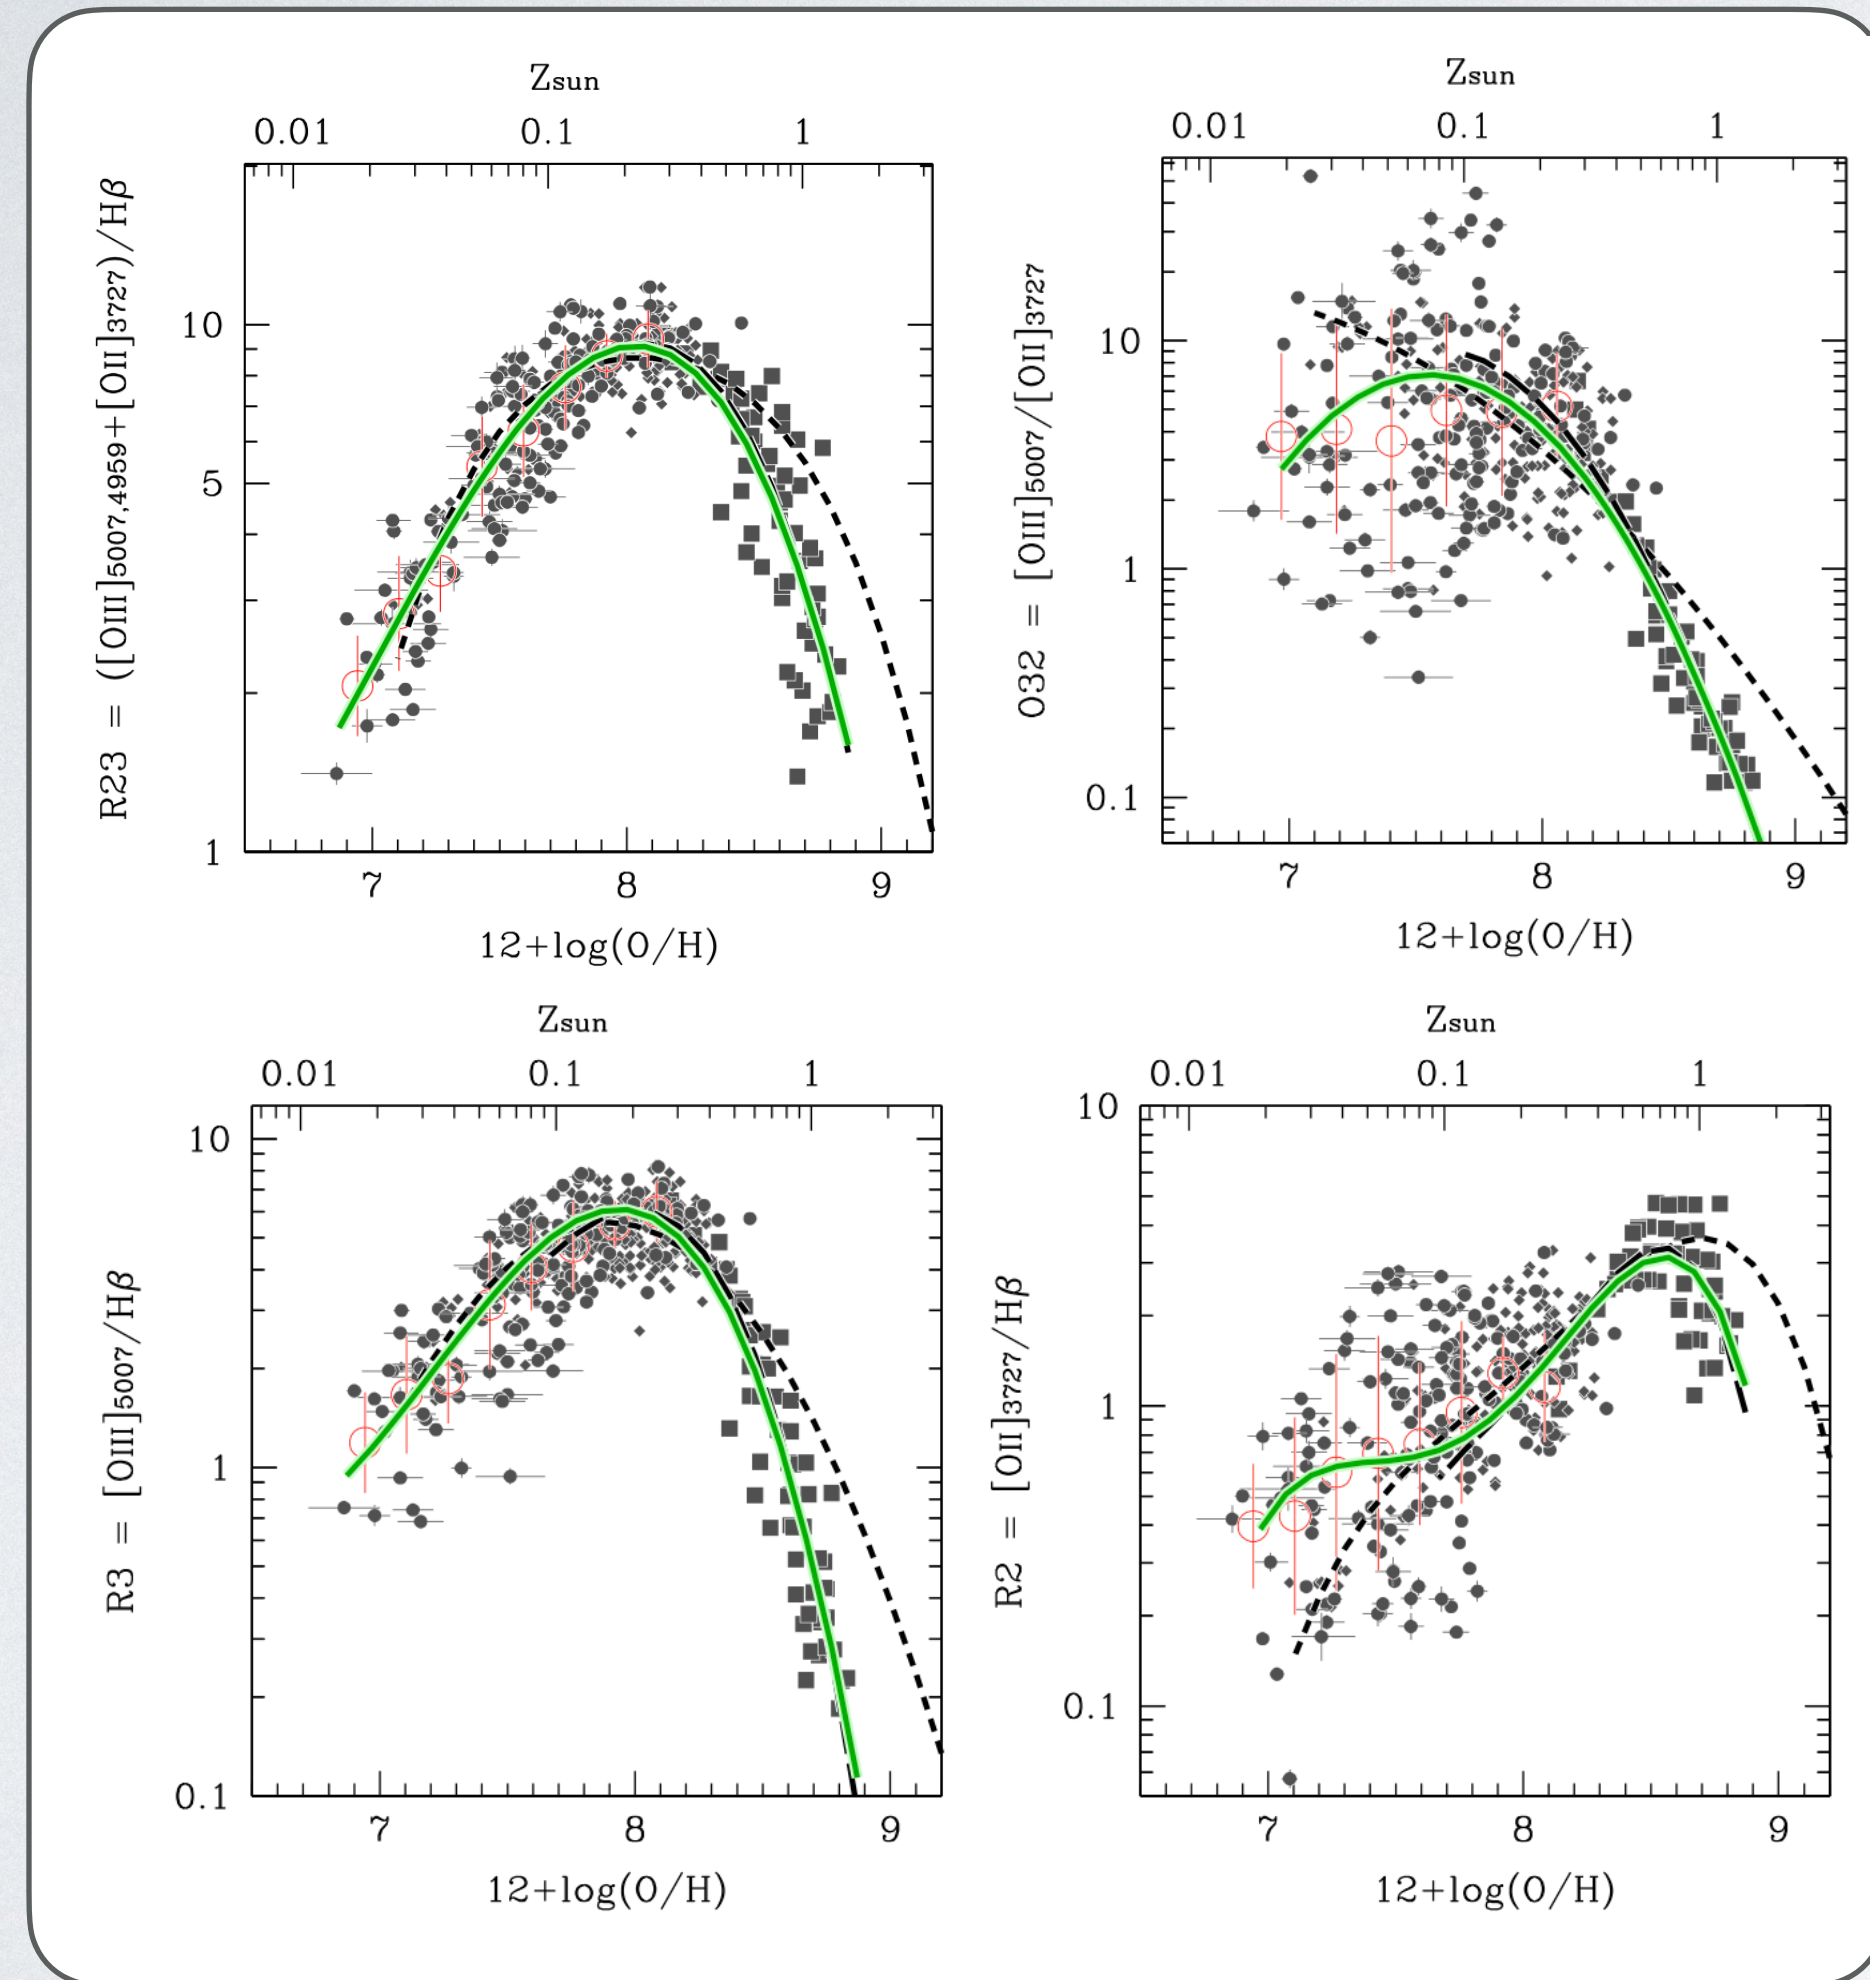 Zsun
0.01 0.1 1
R23 = ([OIII]5007,4959+[OII]3727)/Hβ
10
5
1
7 8 9
12+log(O/H)
Zsun
0.01 0.1 1
O32 = [OIII]5007/[OII]3727
10
1
0.1
7 8 9
12+log(O/H)
Zsun
0.01 0.1 1
R3 = [OIII]5007/Hβ
10
1
0.1
7 8 9
12+log(O/H)
Zsun
0.01 0.1 1
R2 = [OII]3727/Hβ
10
1
0.1
7 8 9
12+log(O/H)